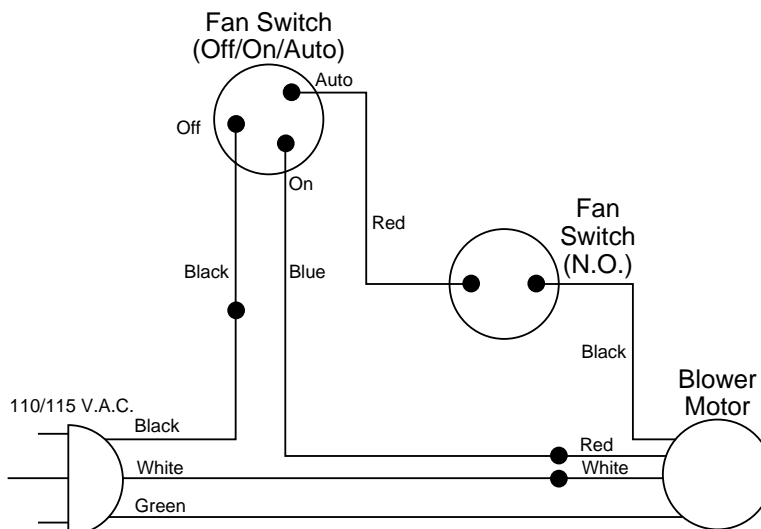 Fan Switch
(Off/On/Auto)
Auto
Off
On
Red
Fan
Switch
(N.O.)
Black
Blue
Black
Blower
Motor
110/115 V.A.C.
Black
Red
White
White
Green